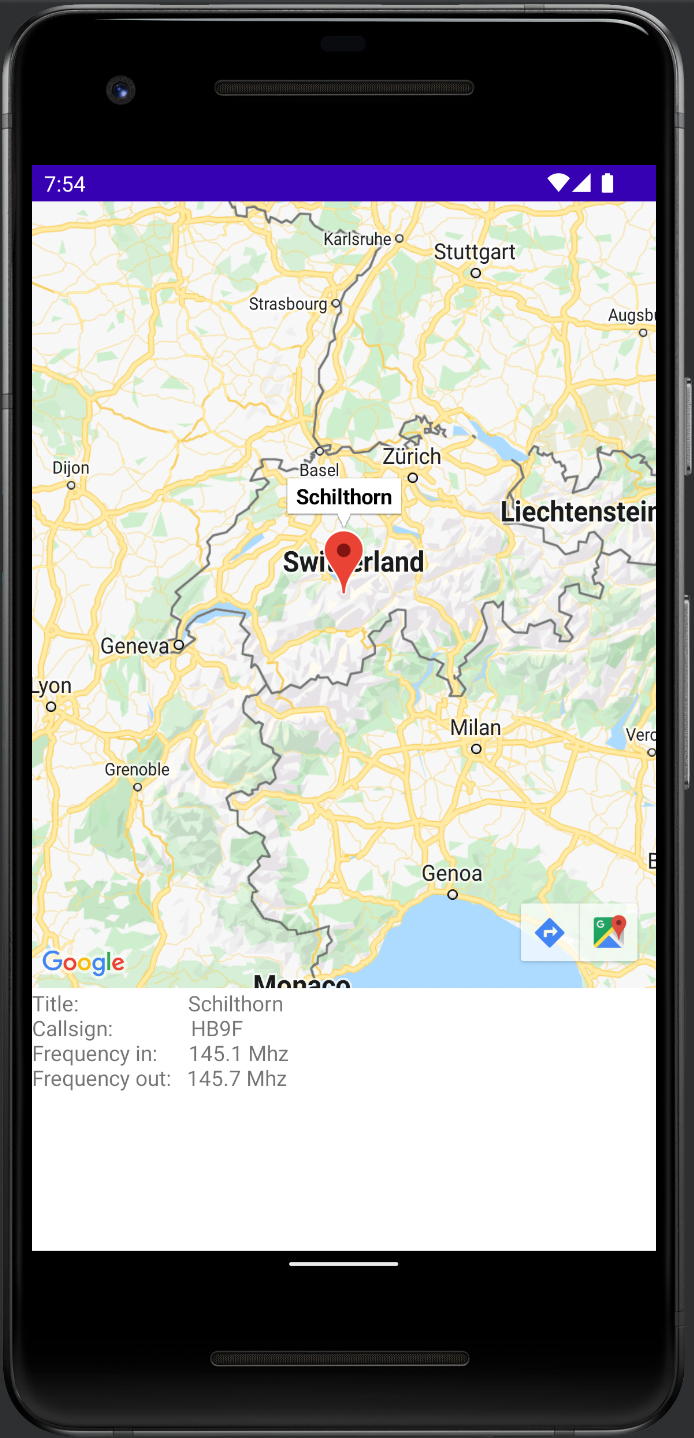 7:54
Karlsruhe
Stuttgart
Strasbourg
Augsbu
Dijon
Basel
Zürich
Schilthorn
Liechtenstein
Switzerland
Geneva
Lyon
Milan
Vero
Grenoble
Genoa
G
Google
Monaco
Title: Schilthorn
Callsign: HB9F
Frequency in: 145.1 Mhz
Frequency out: 145.7 Mhz